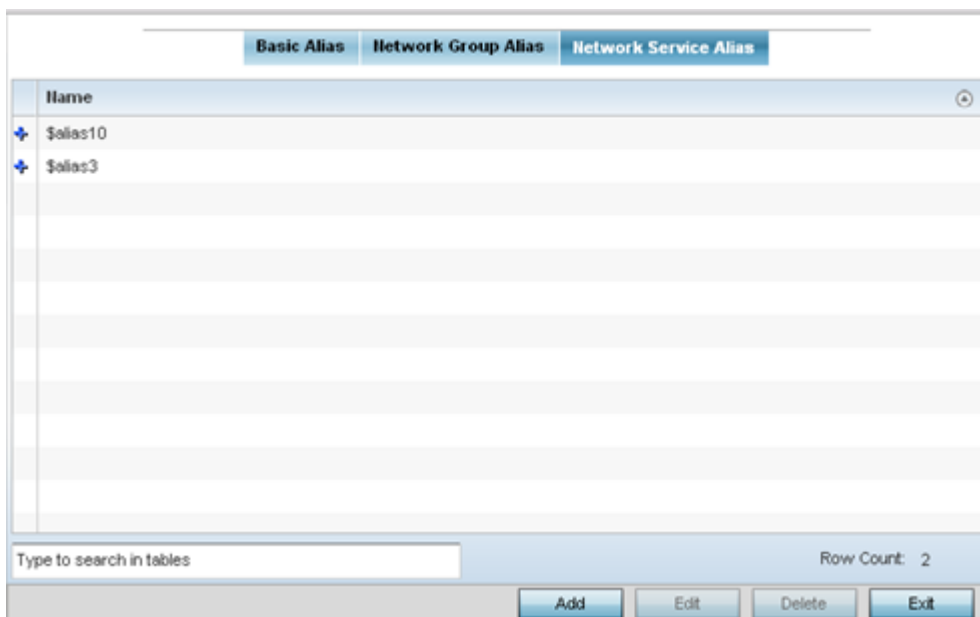 Basic Alias Network Group Alias Network Service Alias
Name
$alias10
$alias3
Type to search in tables Row Count: 2
Add Edit Delete Exit